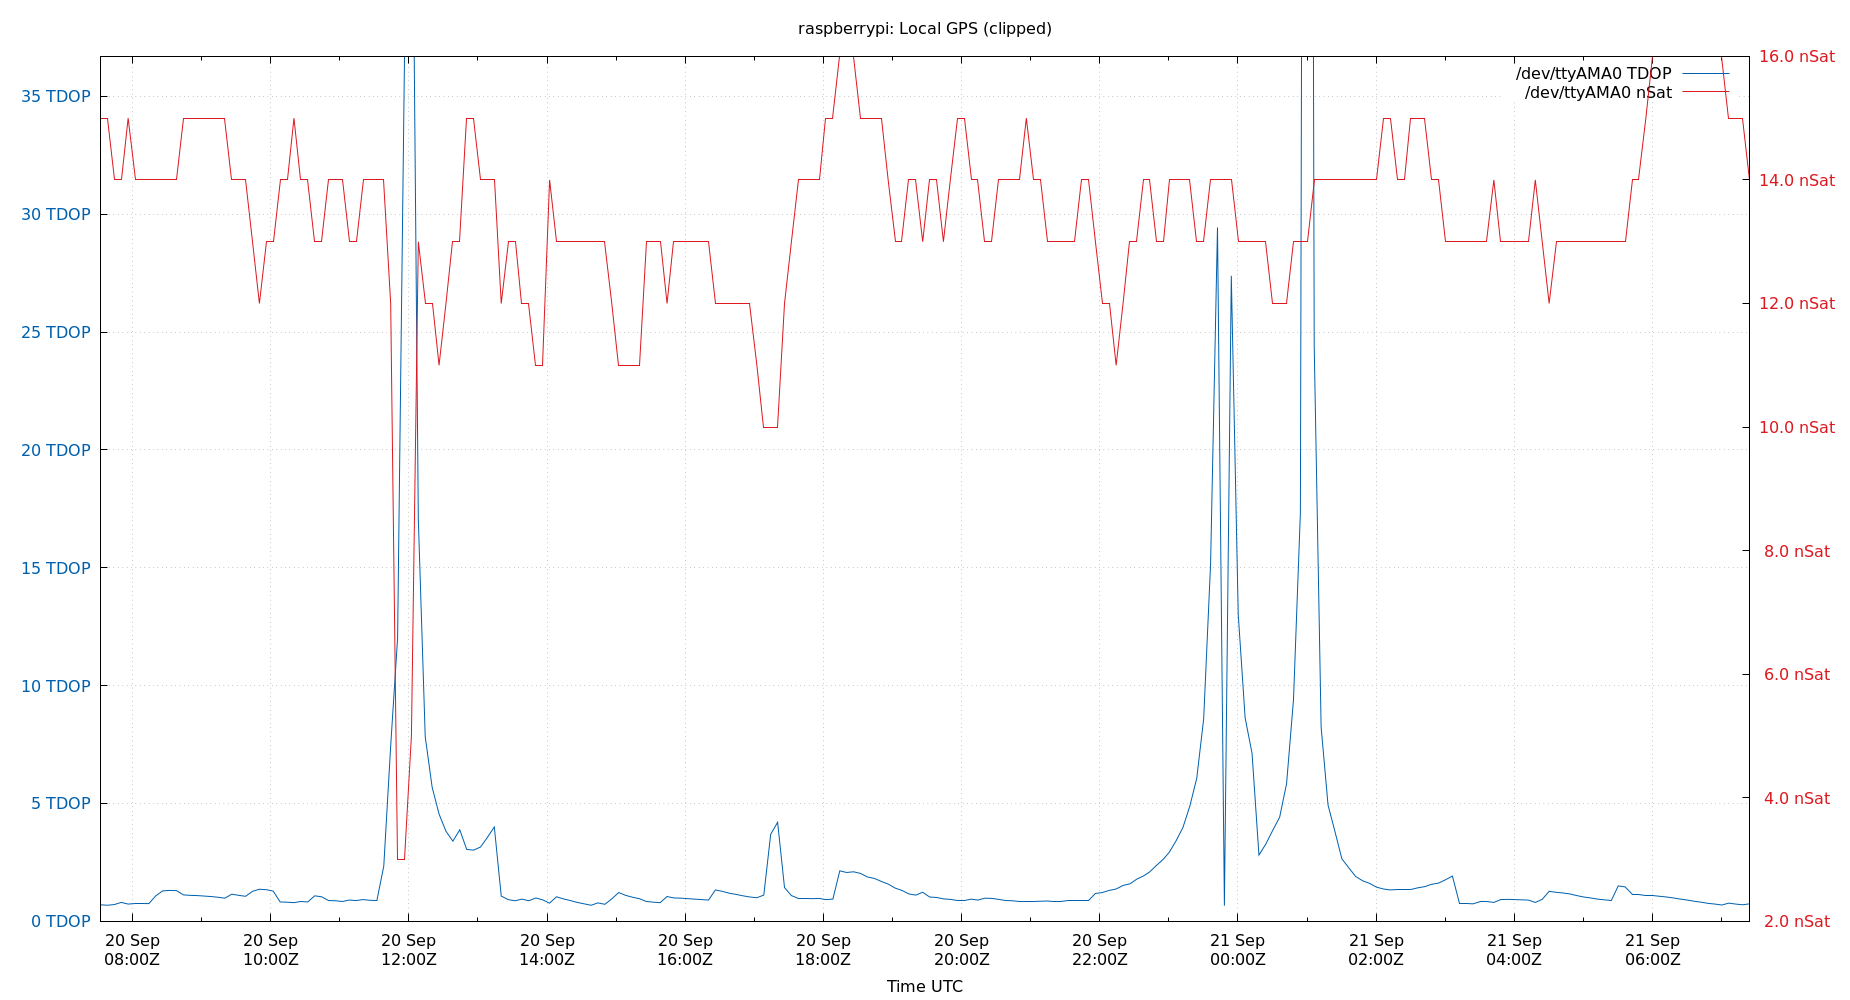 raspberrypi: Local GPS (clipped)
/dev/ttyAMA0 TDOP
/dev/ttyAMA0 nSat
35 TDOP
30 TDOP
25 TDOP
20 TDOP
15 TDOP
10 TDOP
5 TDOP
0 TDOP
16.0 nSat
14.0 nSat
12.0 nSat
10.0 nSat
8.0 nSat
6.0 nSat
4.0 nSat
2.0 nSat
20 Sep
08:00Z
20 Sep
10:00Z
20 Sep
12:00Z
20 Sep
14:00Z
20 Sep
16:00Z
20 Sep
18:00Z
20 Sep
20:00Z
20 Sep
22:00Z
21 Sep
00:00Z
21 Sep
02:00Z
21 Sep
04:00Z
21 Sep
06:00Z
Time UTC